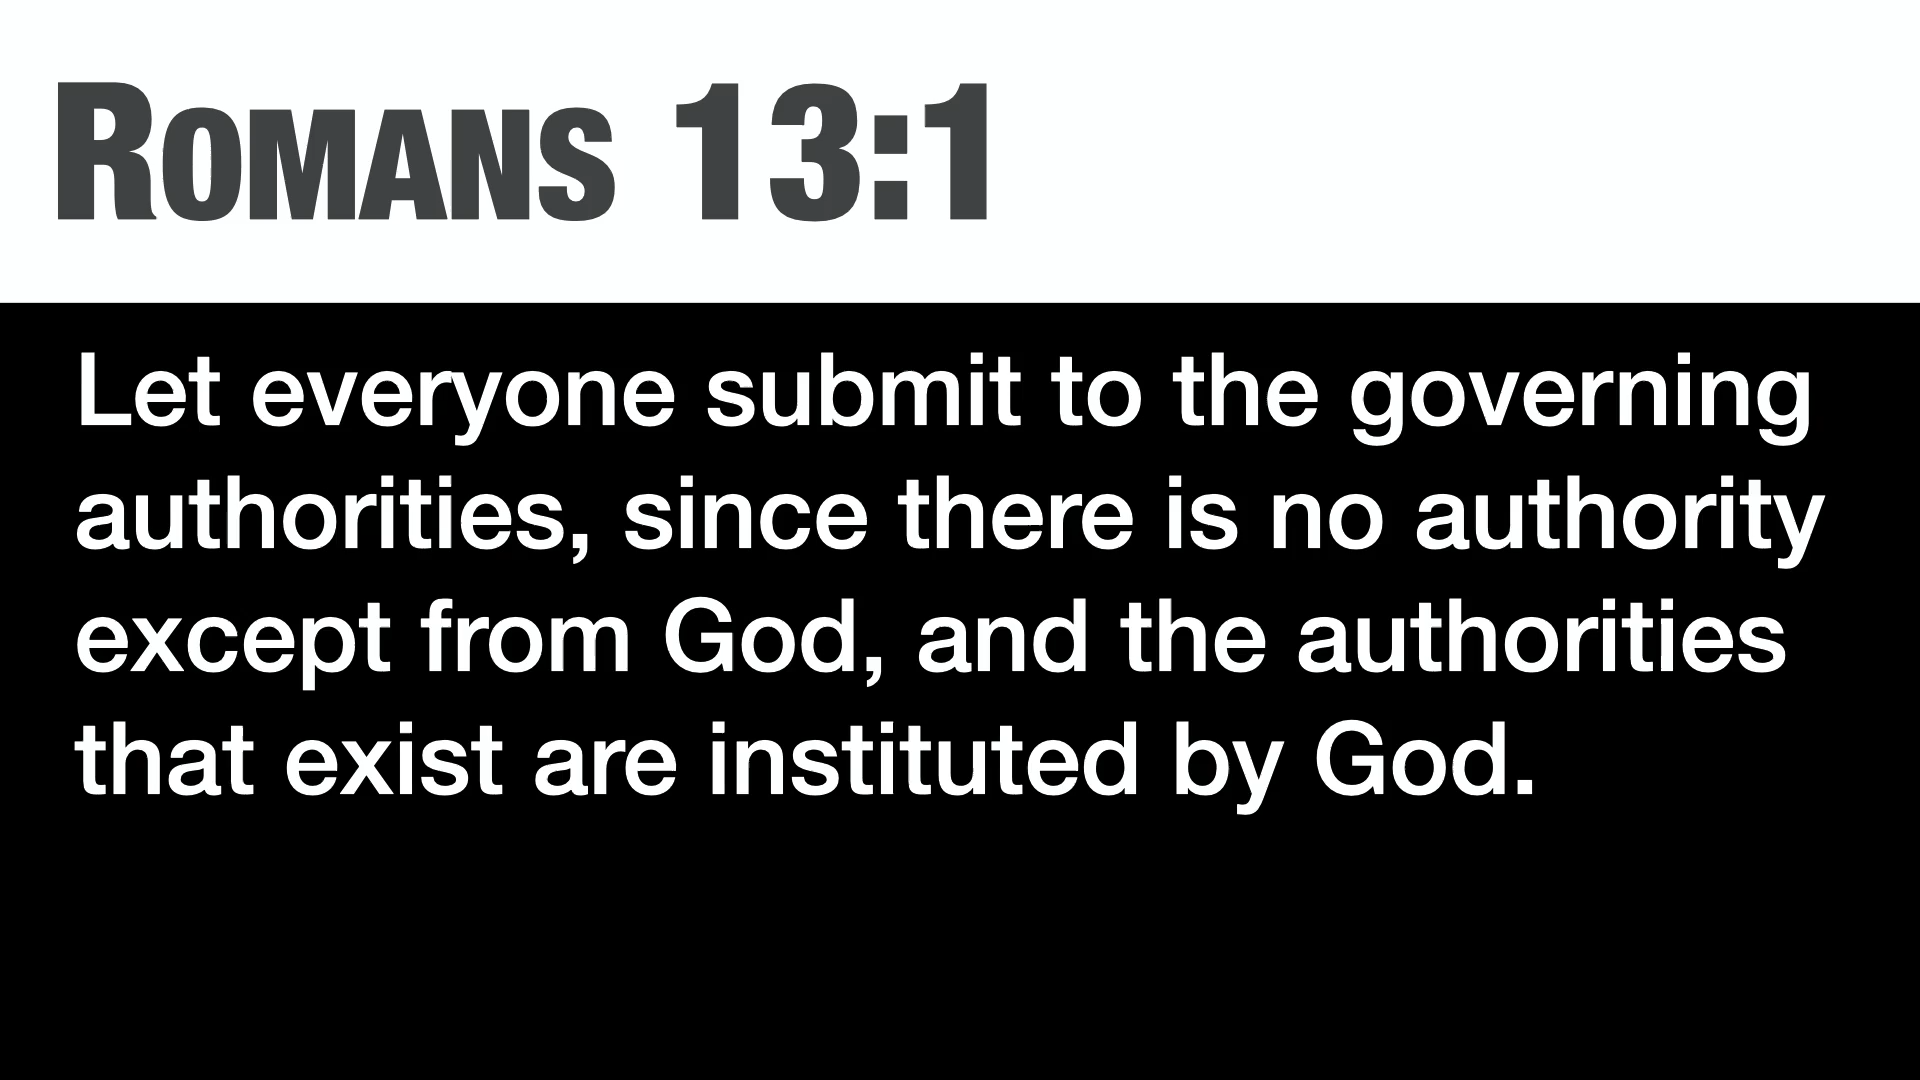 Romans 13:1
Let everyone submit to the governing
authorities, since there is no authority
except from God, and the authorities
that exist are instituted by God.